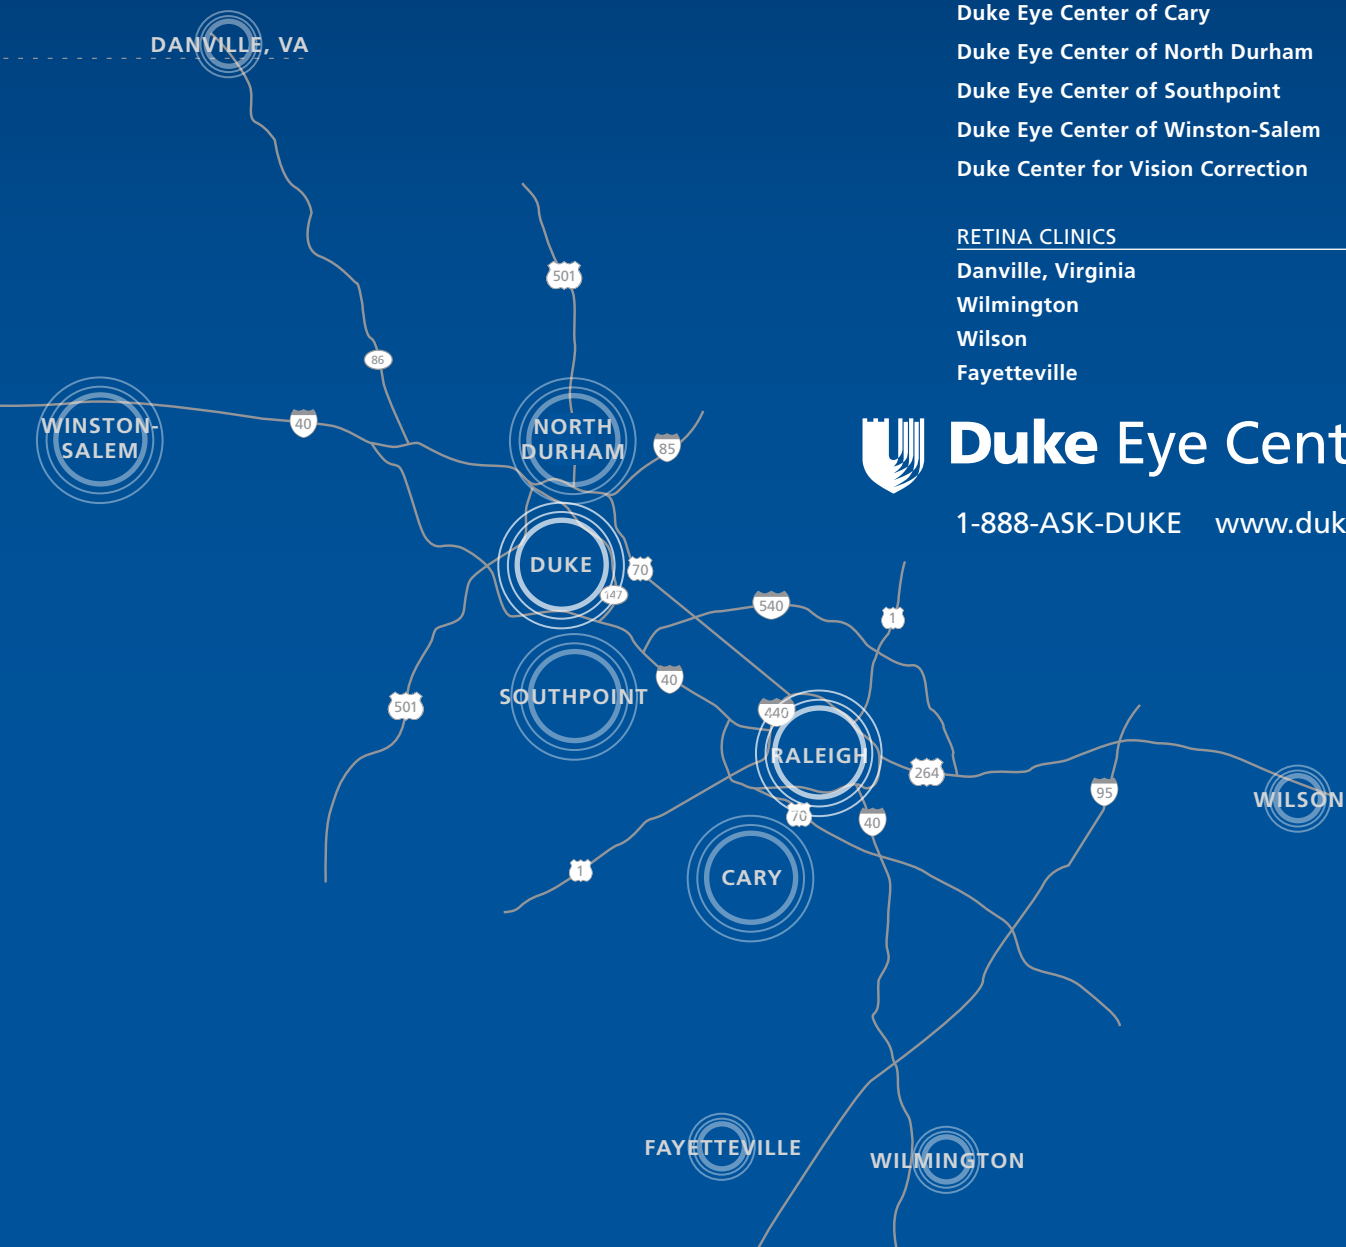 Duke Eye Center of Cary
Duke Eye Center of North Durham
Duke Eye Center of Southpoint
Duke Eye Center of Winston-Salem
Duke Center for Vision Correction
RETINA CLINICS
Danville, Virginia
Wilmington
Wilson
Fayetteville
Duke Eye Cent
1-888-ASK-DUKE www.duk
DANVILLE, VA
501
86
WINSTON-
SALEM
40
NORTH
DURHAM
85
DUKE
70
147
540
1
SOUTHPOINT
40
501
440
RALEIGH
264
95
WILSON
70
40
1
CARY
FAYETTEVILLE
WILMINGTON